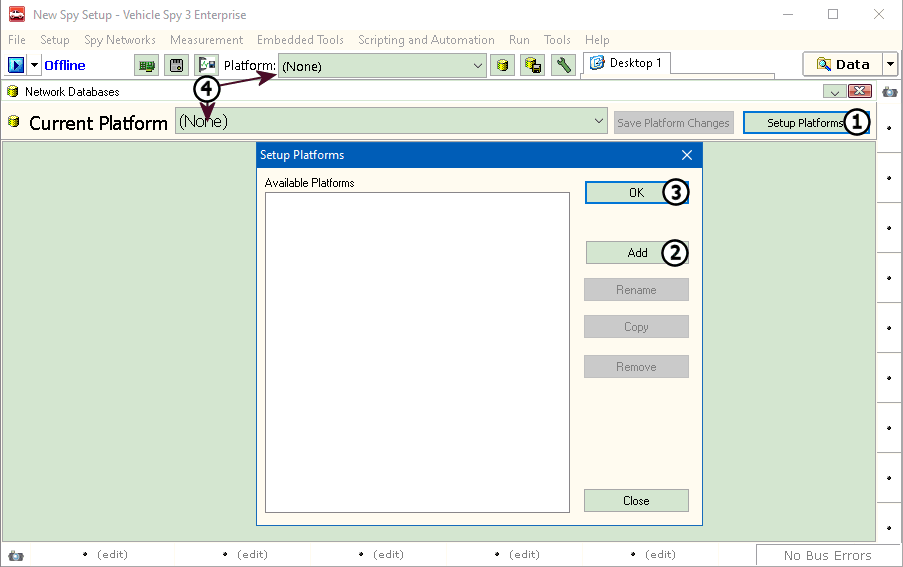 New Spy Setup - Vehicle Spy 3 Enterprise
File Setup Spy Networks Measurement Embedded Tools Scripting and Automation Run Tools Help
Offline Platform: (None) Desktop 1 Data
4
Network Databases
Current Platform (None) Save Platform Changes Setup Platforms 1
Setup Platforms
Available Platforms
OK 3
Add 2
Rename
Copy
Remove
Close
(edit) (edit) (edit) (edit) (edit) No Bus Errors